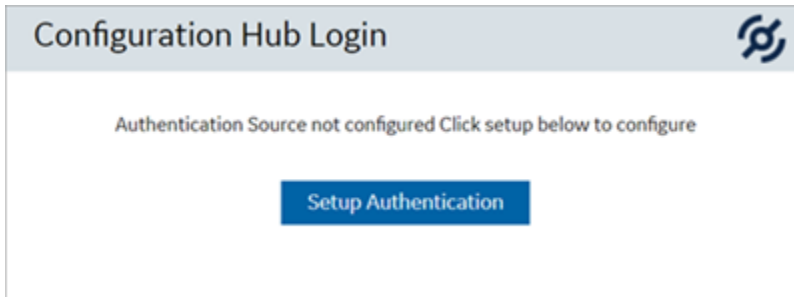 Configuration Hub Login
Authentication Source not configured Click setup below to configure
Setup Authentication